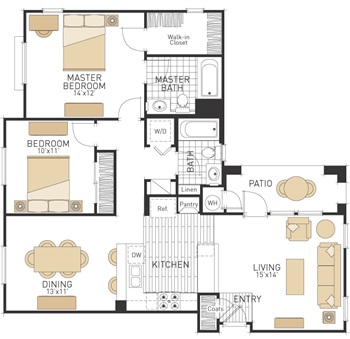 Walk-in
Closet
MASTER
BEDROOM
14'x12'
MASTER
BATH
W/D
BEDROOM
10'x11'
BATH
Linen
PATIO
Ref.
Pantry
WH
DW
KITCHEN
LIVING
15'x14'
DINING
13'x11'
ENTRY
Coats